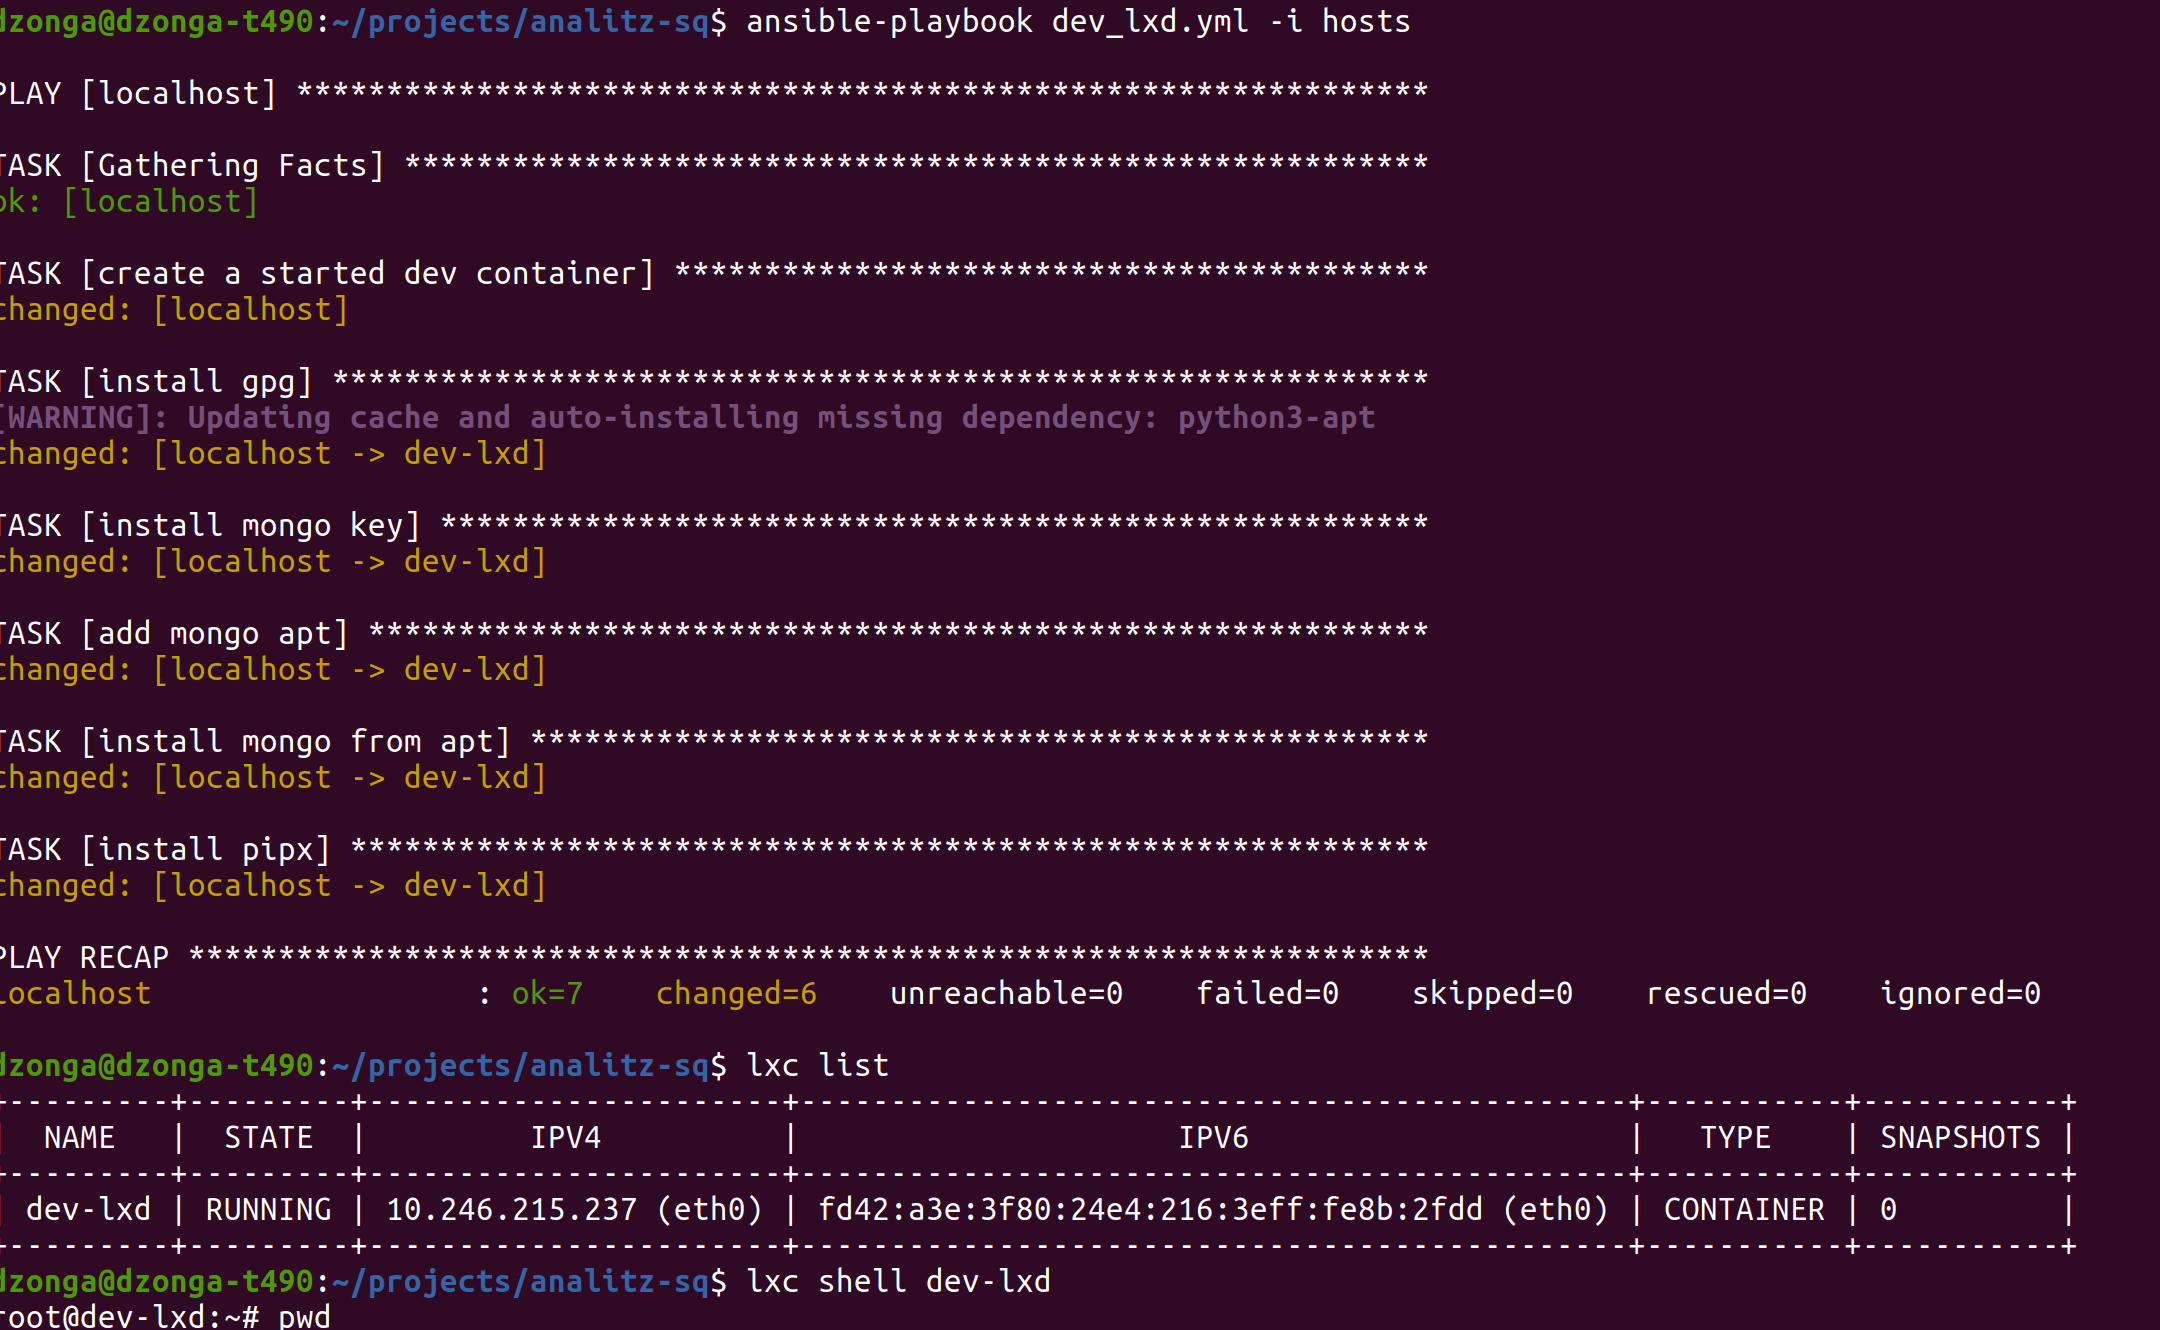 dzonga@dzonga-t490:~/projects/analitz-sq$ ansible-playbook dev_lxd.yml -i hosts
PLAY [localhost] ***************************************************************
TASK [Gathering Facts] *********************************************************
ok: [localhost]
TASK [create a started dev container] ******************************************
changed: [localhost]
TASK [install gpg] *************************************************************
[WARNING]: Updating cache and auto-installing missing dependency: python3-apt
changed: [localhost -> dev-lxd]
TASK [install mongo key] *******************************************************
changed: [localhost -> dev-lxd]
TASK [add mongo apt] ***********************************************************
changed: [localhost -> dev-lxd]
TASK [install mongo from apt] **************************************************
changed: [localhost -> dev-lxd]
TASK [install pipx] ************************************************************
changed: [localhost -> dev-lxd]
PLAY RECAP *********************************************************************
localhost                  : ok=7    changed=6    unreachable=0    failed=0    skipped=0    rescued=0    ignored=0
dzonga@dzonga-t490:~/projects/analitz-sq$ lxc list
+---------+---------+-----------------------+----------------------------------------------+-----------+-----------+
|  NAME   |  STATE  |         IPV4          |                     IPV6                     |   TYPE    | SNAPSHOTS |
+---------+---------+-----------------------+----------------------------------------------+-----------+-----------+
| dev-lxd | RUNNING | 10.246.215.237 (eth0) | fd42:a3e:3f80:24e4:216:3eff:fe8b:2fdd (eth0) | CONTAINER | 0         |
+---------+---------+-----------------------+----------------------------------------------+-----------+-----------+
dzonga@dzonga-t490:~/projects/analitz-sq$ lxc shell dev-lxd
root@dev-lxd:~# pwd